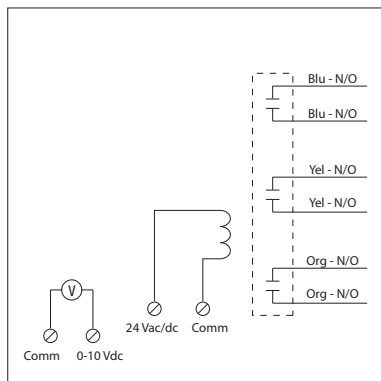 Blu - N/O
Blu - N/O
Yel - N/O
Yel - N/O
Org - N/O
Org - N/O
V
24 Vac/dc
Comm
Comm
0-10 Vdc